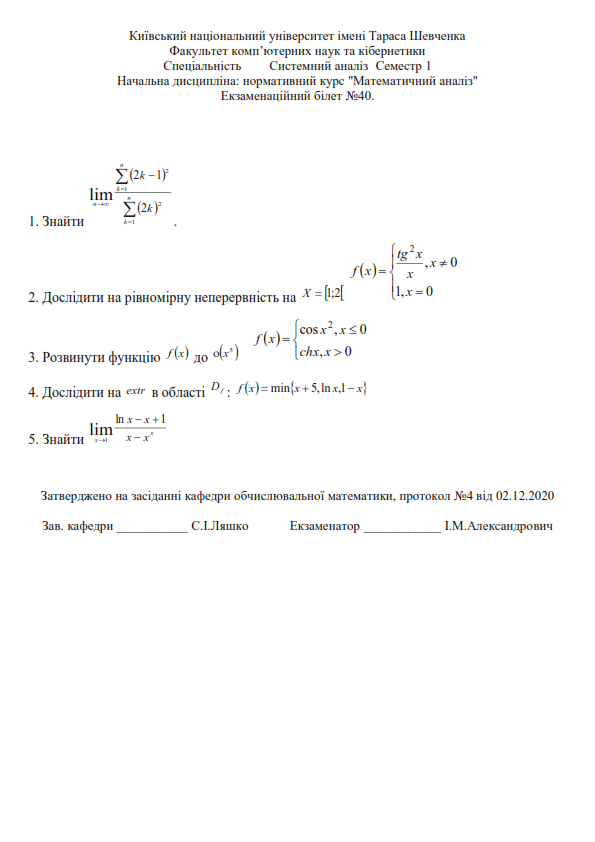 Київський національний університет імені Тараса Шевченка
Факультет комп’ютерних наук та кібернетики
Спеціальність Системний аналіз Семестр 1
Начальна дисципліна: нормативний курс "Математичний аналіз"
Екзаменаційний білет №40.
1. Знайти $\lim_{n\to\infty} \frac{\sum_{k=1}^{n}(2k-1)^2}{\sum_{k=1}^{n}(2k)^2}$ .
2. Дослідити на рівномірну неперервність на $X = [1;2[$ $f(x) = \begin{cases} \frac{tg^2 x}{x}, x \neq 0 \\ 1, x = 0 \end{cases}$
3. Розвинути функцію $f(x)$ до $o(x^n)$ $f(x) = \begin{cases} \cos x^2, x \leq 0 \\ chx, x > 0 \end{cases}$
4. Дослідити на extr в області $D_f$ : $f(x) = \min\{x+5, \ln x, 1-x\}$
5. Знайти $\lim_{x\to 1} \frac{\ln x - x + 1}{x - x^x}$
Затверджено на засіданні кафедри обчислювальної математики, протокол №4 від 02.12.2020
Зав. кафедри ___________ С.І.Ляшко Екзаменатор ____________ І.М.Александрович